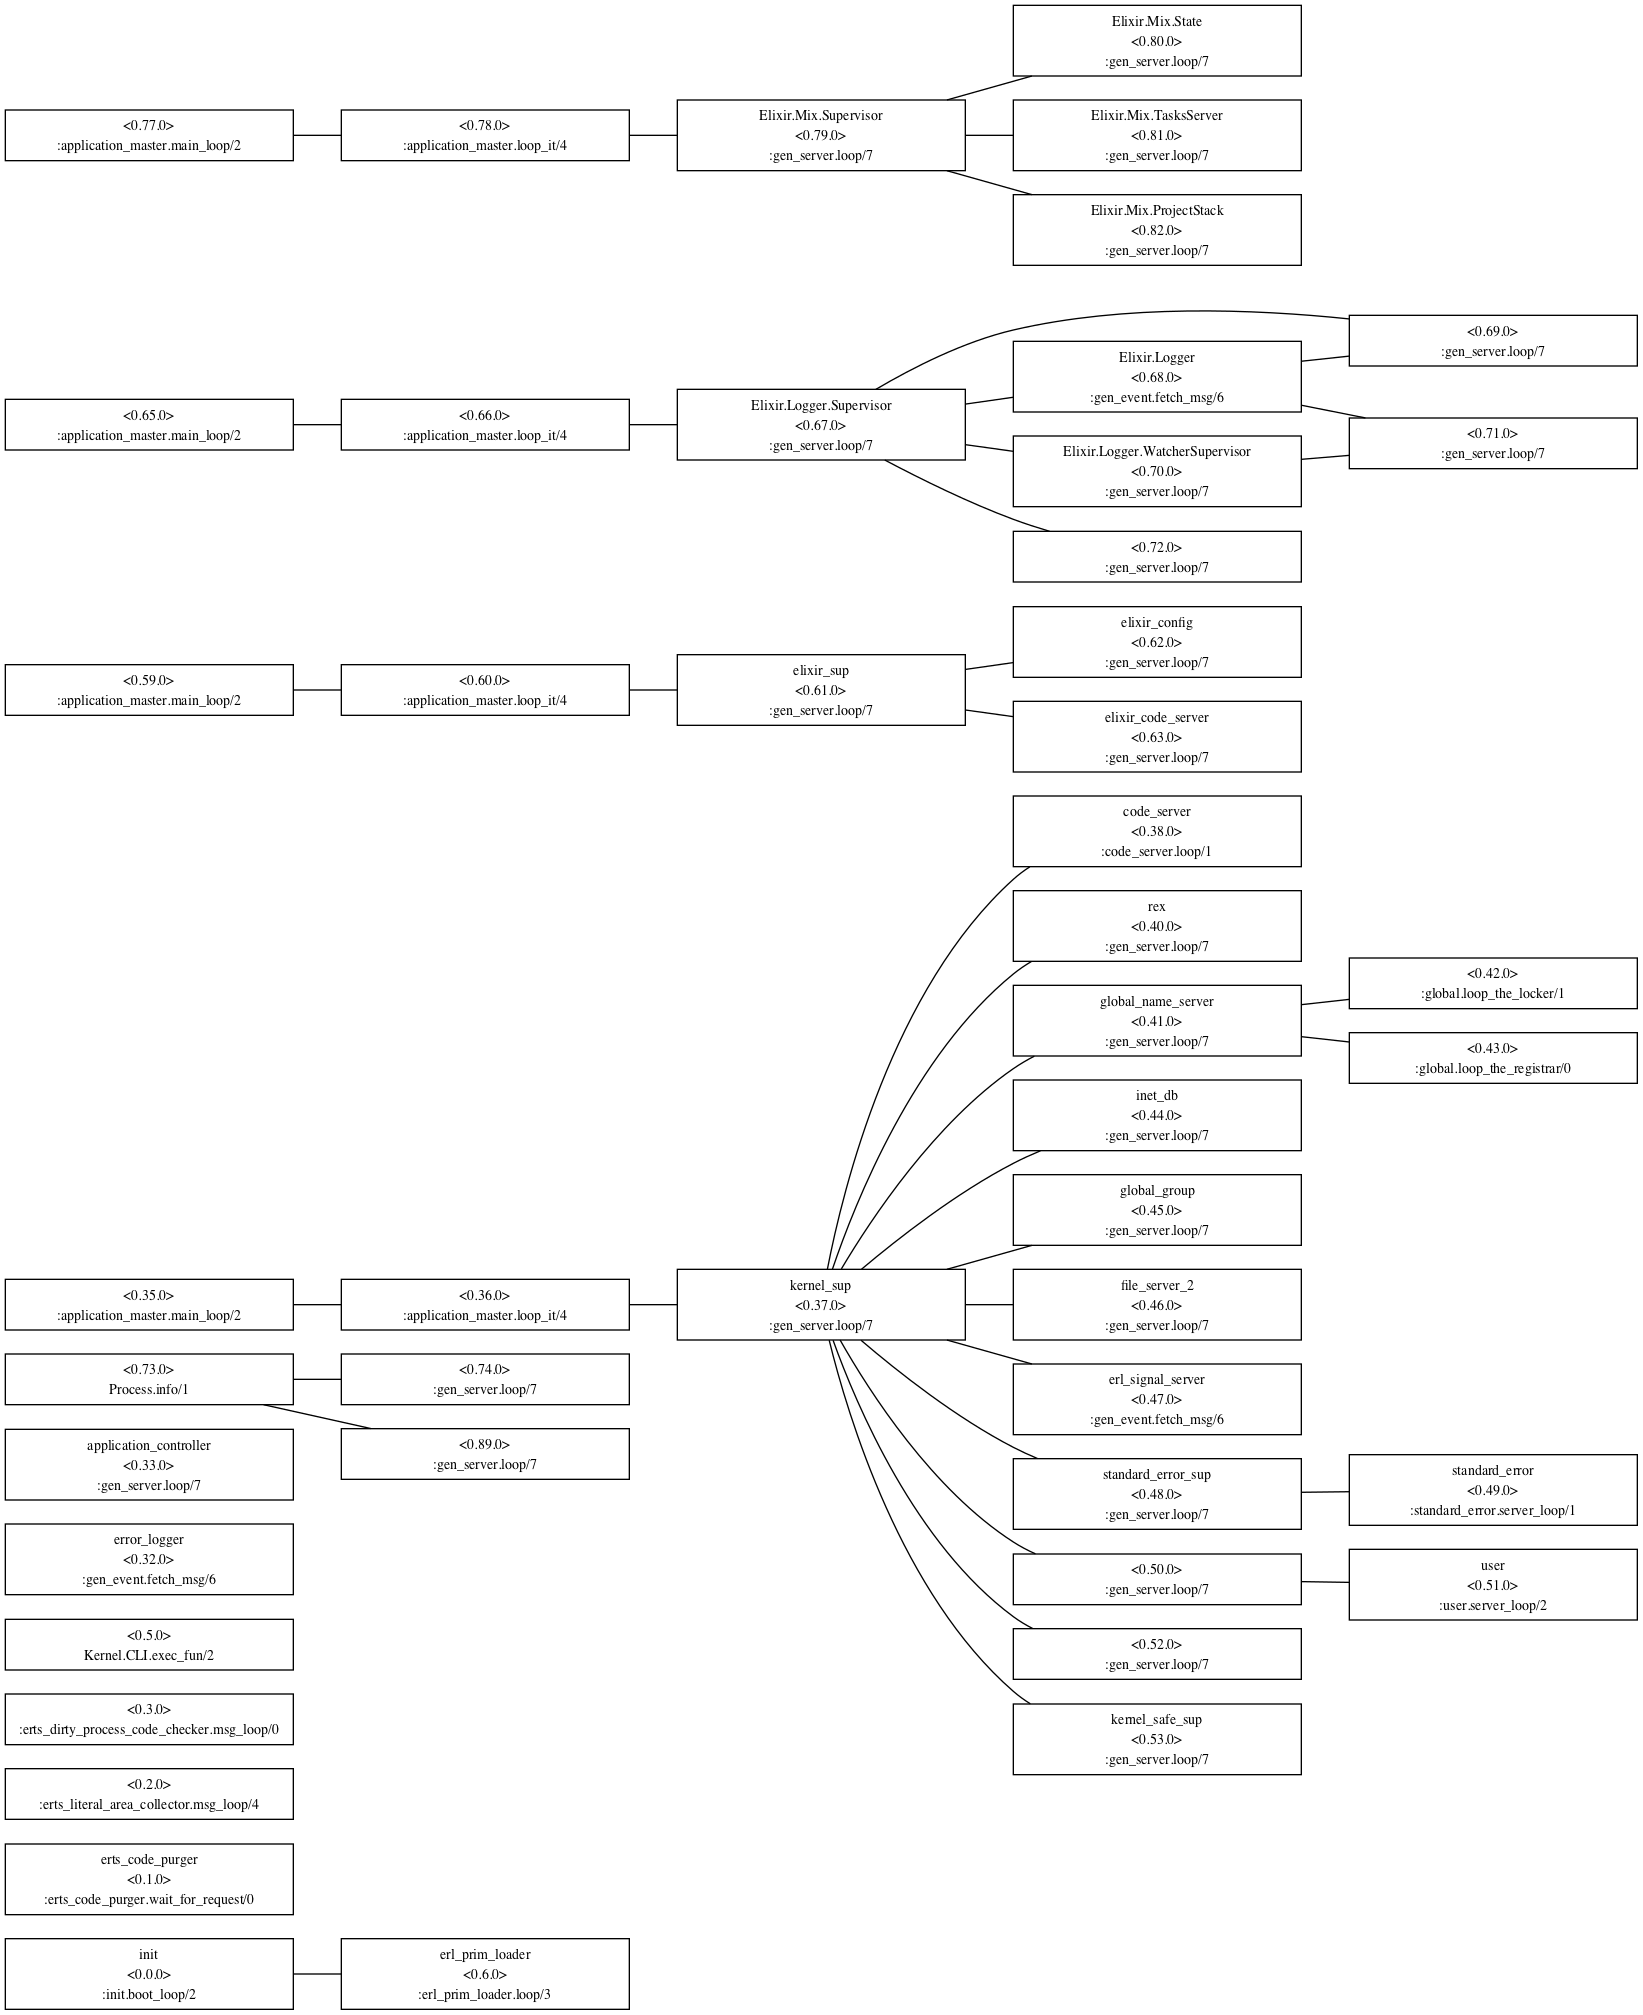 Elixir.Mix.State
<0.80.0>
:gen_server.loop/7
<0.77.0>
:application_master.main_loop/2
<0.78.0>
:application_master.loop_it/4
Elixir.Mix.Supervisor
<0.79.0>
:gen_server.loop/7
Elixir.Mix.TasksServer
<0.81.0>
:gen_server.loop/7
Elixir.Mix.ProjectStack
<0.82.0>
:gen_server.loop/7
<0.65.0>
:application_master.main_loop/2
<0.66.0>
:application_master.loop_it/4
Elixir.Logger.Supervisor
<0.67.0>
:gen_server.loop/7
Elixir.Logger
<0.68.0>
:gen_event.fetch_msg/6
<0.69.0>
:gen_server.loop/7
Elixir.Logger.WatcherSupervisor
<0.70.0>
:gen_server.loop/7
<0.71.0>
:gen_server.loop/7
<0.72.0>
:gen_server.loop/7
<0.59.0>
:application_master.main_loop/2
<0.60.0>
:application_master.loop_it/4
elixir_sup
<0.61.0>
:gen_server.loop/7
elixir_config
<0.62.0>
:gen_server.loop/7
elixir_code_server
<0.63.0>
:gen_server.loop/7
code_server
<0.38.0>
:code_server.loop/1
rex
<0.40.0>
:gen_server.loop/7
global_name_server
<0.41.0>
:gen_server.loop/7
<0.42.0>
:global.loop_the_locker/1
<0.43.0>
:global.loop_the_registrar/0
inet_db
<0.44.0>
:gen_server.loop/7
global_group
<0.45.0>
:gen_server.loop/7
<0.35.0>
:application_master.main_loop/2
<0.36.0>
:application_master.loop_it/4
kernel_sup
<0.37.0>
:gen_server.loop/7
file_server_2
<0.46.0>
:gen_server.loop/7
<0.73.0>
Process.info/1
<0.74.0>
:gen_server.loop/7
erl_signal_server
<0.47.0>
:gen_event.fetch_msg/6
application_controller
<0.33.0>
:gen_server.loop/7
<0.89.0>
:gen_server.loop/7
standard_error_sup
<0.48.0>
:gen_server.loop/7
standard_error
<0.49.0>
:standard_error.server_loop/1
error_logger
<0.32.0>
:gen_event.fetch_msg/6
<0.50.0>
:gen_server.loop/7
user
<0.51.0>
:user.server_loop/2
<0.5.0>
Kernel.CLI.exec_fun/2
<0.52.0>
:gen_server.loop/7
<0.3.0>
:erts_dirty_process_code_checker.msg_loop/0
kernel_safe_sup
<0.53.0>
:gen_server.loop/7
<0.2.0>
:erts_literal_area_collector.msg_loop/4
erts_code_purger
<0.1.0>
:erts_code_purger.wait_for_request/0
init
<0.0.0>
:init.boot_loop/2
erl_prim_loader
<0.6.0>
:erl_prim_loader.loop/3